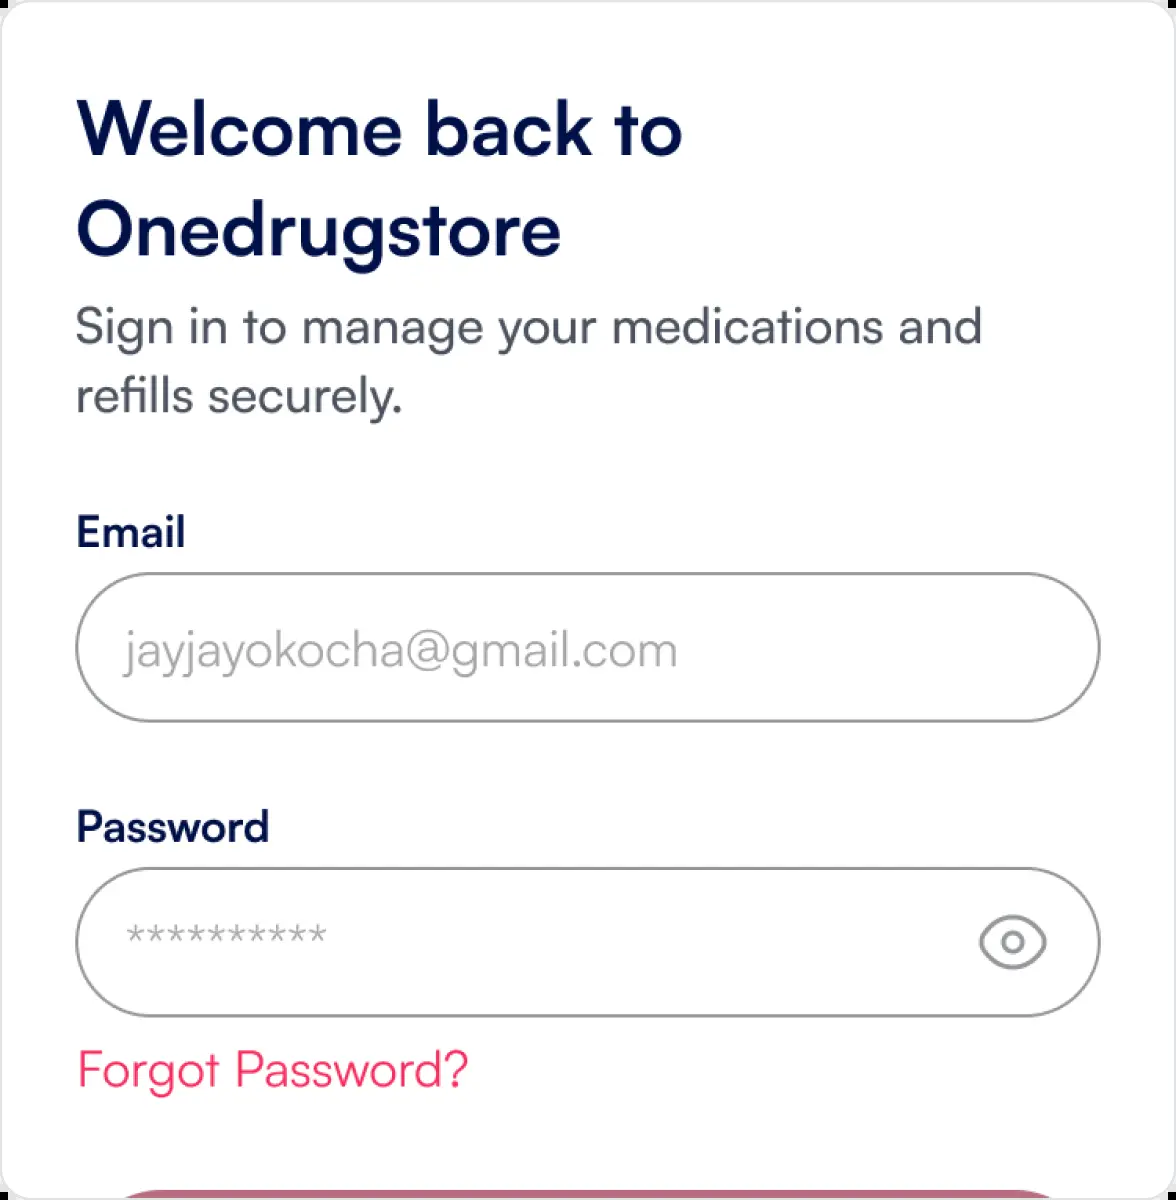 Welcome back to
Onedrugstore
Sign in to manage your medications and
refills securely.
Email
jayjayokocha@gmail.com
Password
**********
Forgot Password?